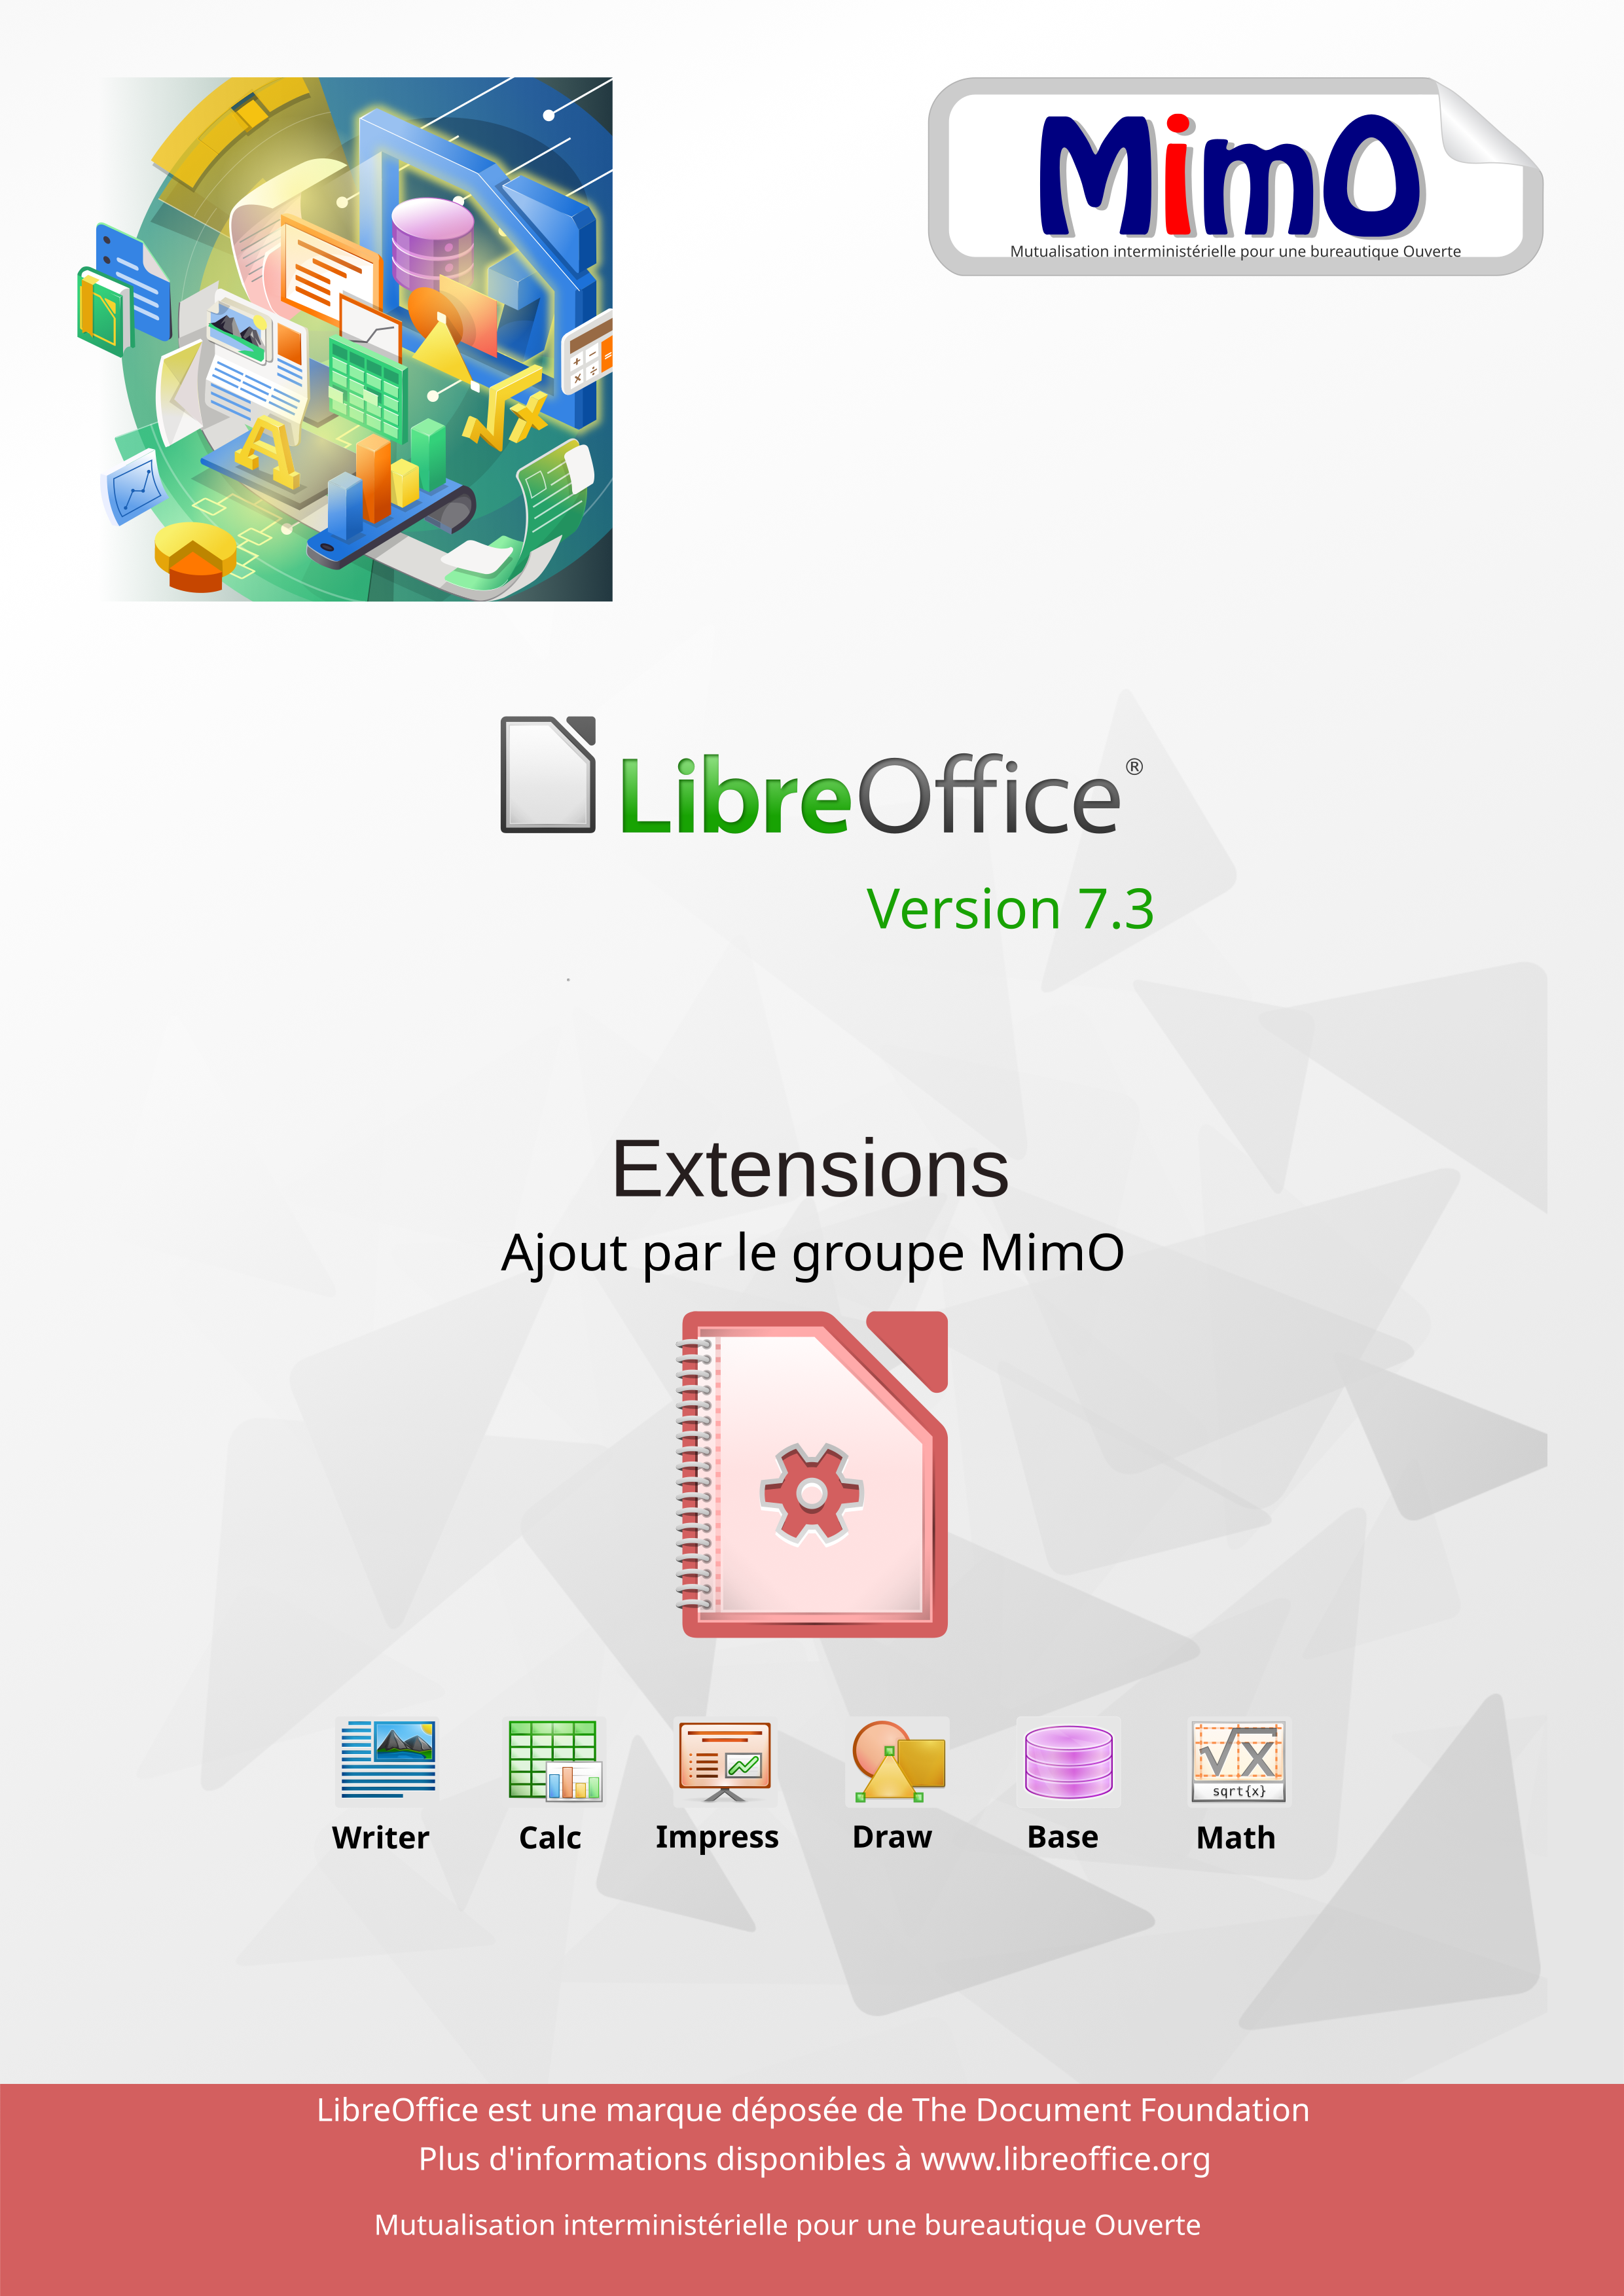 MimO
Mutualisation interministérielle pour une bureautique Ouverte
LibreOffice®
Version 7.3
Extensions
Ajout par le groupe MimO
sqrt{x}
Writer Calc Impress Draw Base Math
LibreOffice est une marque déposée de The Document Foundation
Plus d'informations disponibles à www.libreoffice.org
Mutualisation interministérielle pour une bureautique Ouverte